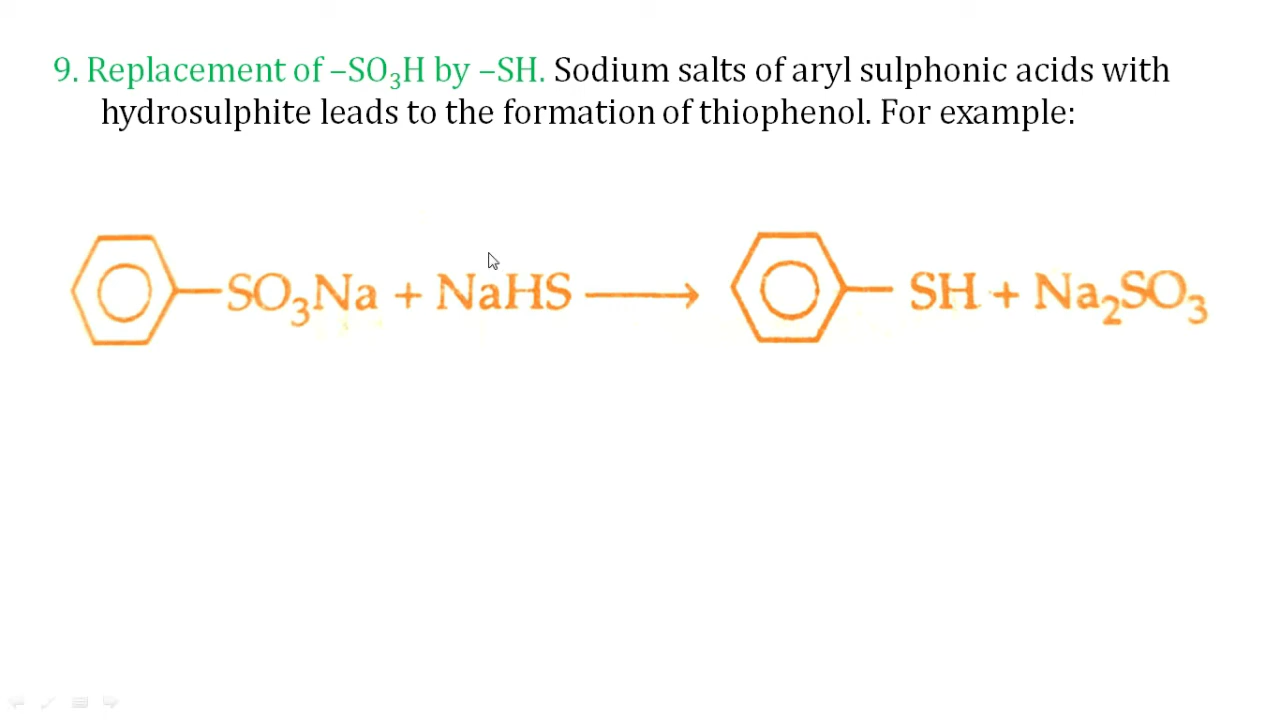 9. Replacement of –SO₃H by –SH. Sodium salts of aryl sulphonic acids with
hydrosulphite leads to the formation of thiophenol. For example:
SO₃Na + NaHS ⟶ SH + Na₂SO₃